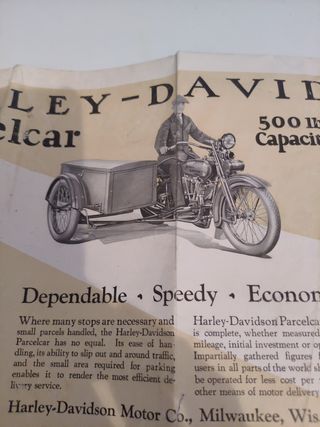 LEY-DAVID
elcar
500 lb
Capacit
Dependable • Speedy • Econom
Where many stops are necessary and
small parcels handled, the Harley-Davidson
Parcelcar has no equal. Its ease of han-
dling, its ability to slip out and around traffic,
and the small area required for parking
enables it to render the most efficient de-
livery service.
Harley-Davidson Parcelca
is complete, whether measured
mileage, initial investment or op
Impartially gathered figures f
users in all parts of the world sh
be operated for less cost per
other means of motor delivery
Harley-Davidson Motor Co., Milwaukee, Wis.